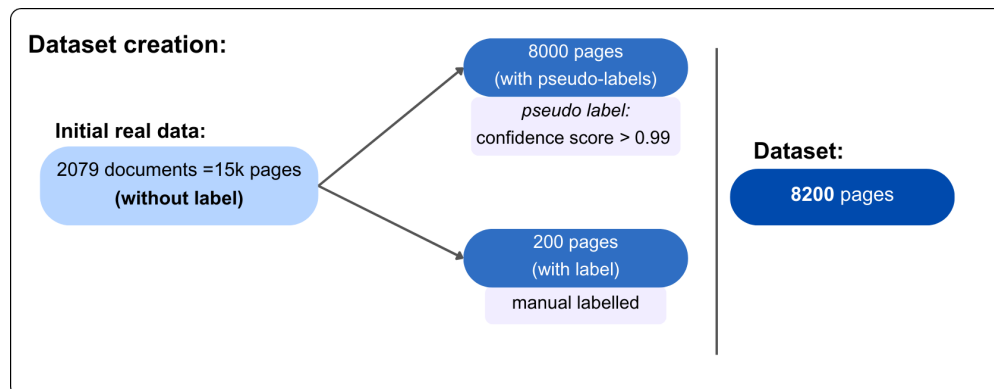 Dataset creation:
Initial real data:
2079 documents =15k pages
(without label)
8000 pages
(with pseudo-labels)
pseudo label:
confidence score > 0.99
200 pages
(with label)
manual labelled
Dataset:
8200 pages